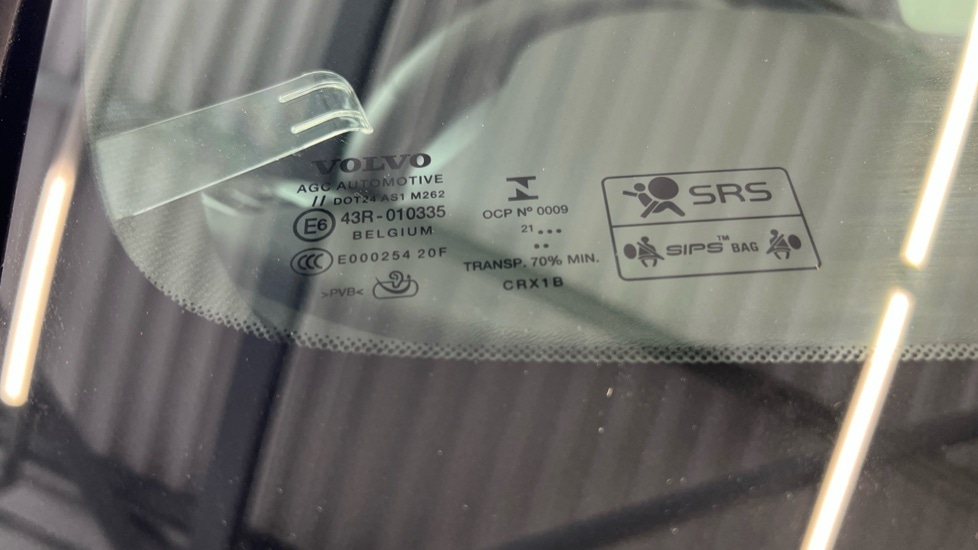 VOLVO
AGC AUTOMOTIVE
// DOT24 AS1 M262
E6 43R-010335
BELGIUM
CCC E000254 20F
>PVB<
OCP Nº 0009
21 •••
••
TRANSP. 70% MIN.
CRX1B
SRS
SIPS™ BAG